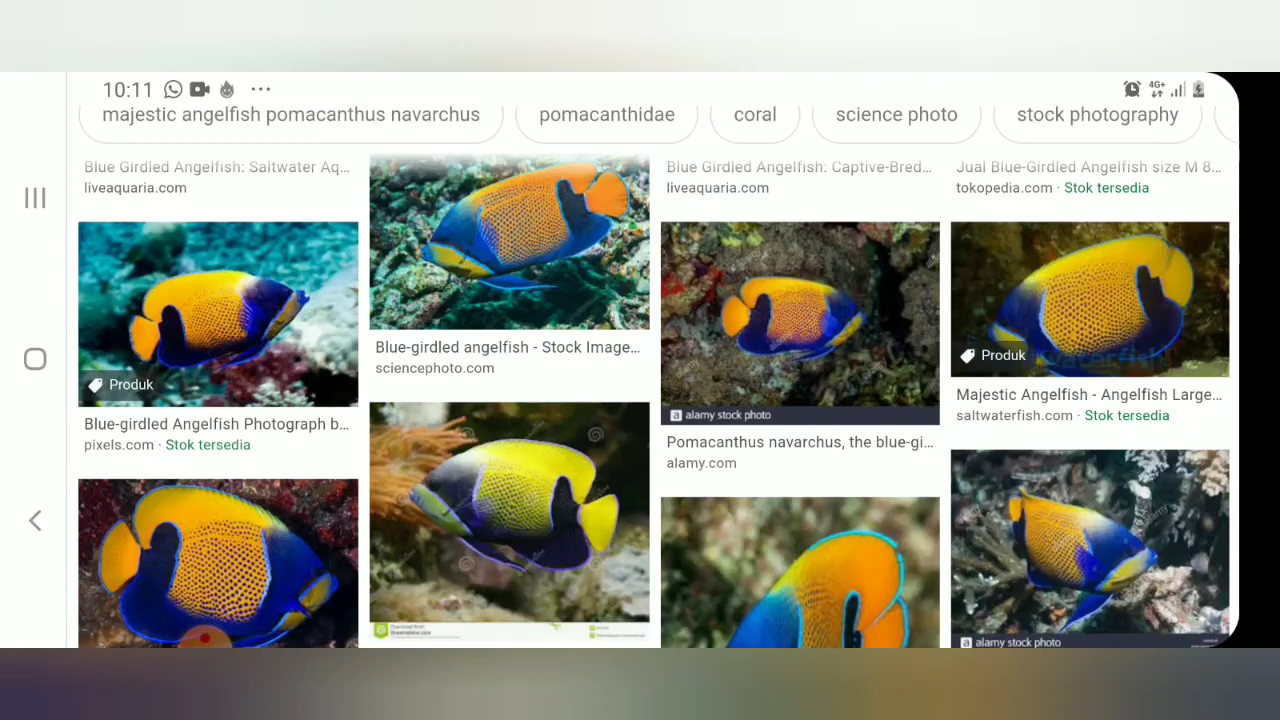 10:11
4G+
majestic angelfish pomacanthus navarchus
pomacanthidae
coral
science photo
stock photography
Blue Girdled Angelfish: Saltwater Aq...
liveaquaria.com
Blue Girdled Angelfish: Captive-Bred...
liveaquaria.com
Jual Blue-Girdled Angelfish size M 8...
tokopedia.com · Stok tersedia
Produk
Blue-girdled Angelfish Photograph b...
pixels.com · Stok tersedia
Blue-girdled angelfish - Stock Image...
sciencephoto.com
a alamy stock photo
Pomacanthus navarchus, the blue-gi...
alamy.com
Produk
Majestic Angelfish - Angelfish Large...
saltwaterfish.com · Stok tersedia
a alamy stock photo